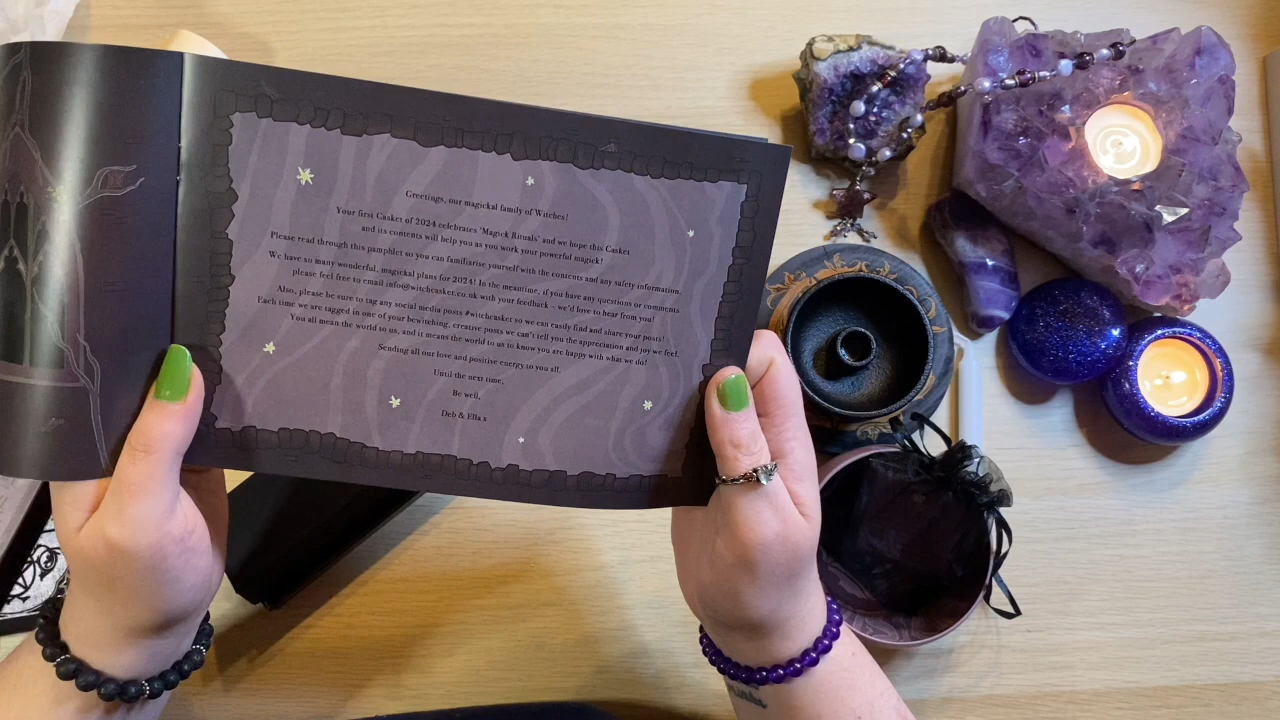 Greetings, our magickal family of Witches!
Your first Casket of 2024 celebrates 'Magick Rituals' and we hope this Casket
and its contents will help you as you work your powerful magick!
Please read through this pamphlet so you can familiarise yourself with the contents and any safety information.
We have so many wonderful, magickal plans for 2024! In the meantime, if you have any questions or comments
please feel free to email info@witchcasket.co.uk with your feedback – we'd love to hear from you!
Also, please be sure to tag any social media posts #witchcasket so we can easily find and share your posts!
Each time we are tagged in one of your bewitching, creative posts we can't tell you the appreciation and joy we feel.
You all mean the world to us, and it means the world to us to know you are happy with what we do!
Sending all our love and positive energy to you all.
Until the next time,
Be well,
Deb & Ella x